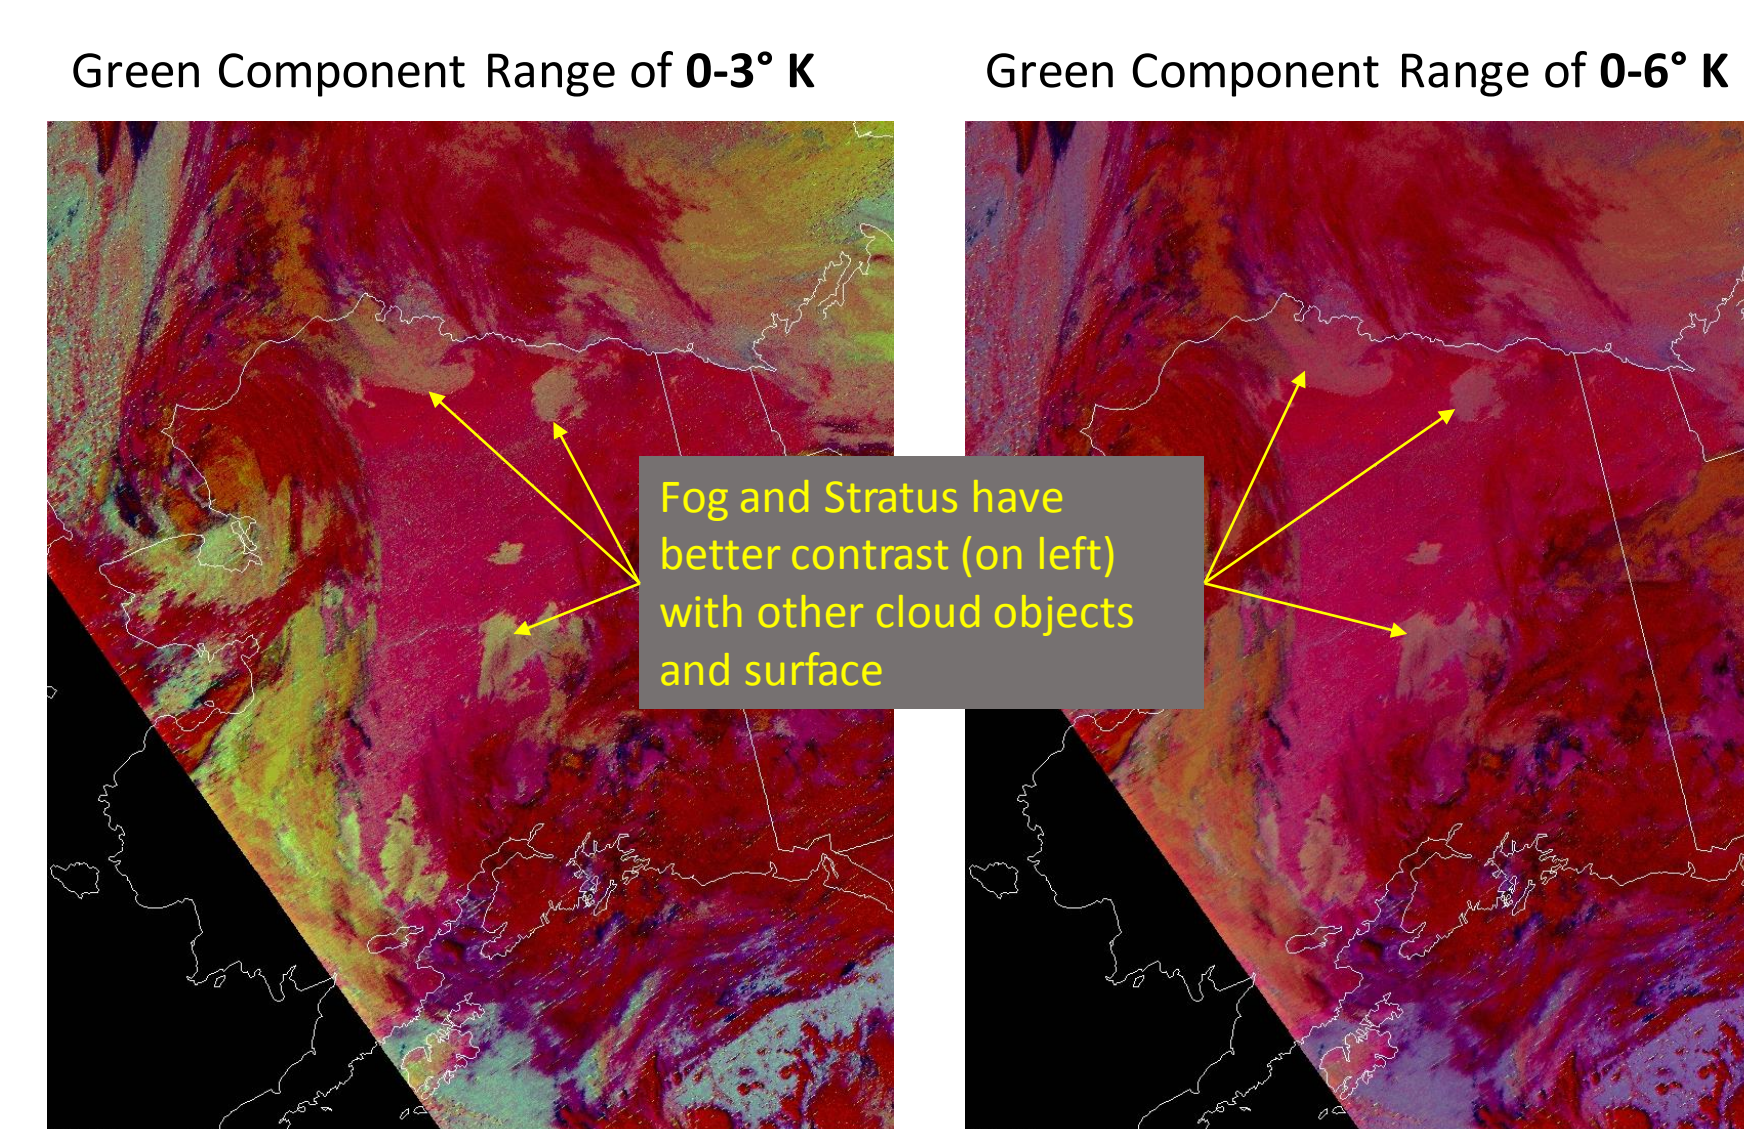 Green Component Range of 0-3° K
Green Component Range of 0-6° K
Fog and Stratus have
better contrast (on left)
with other cloud objects
and surface